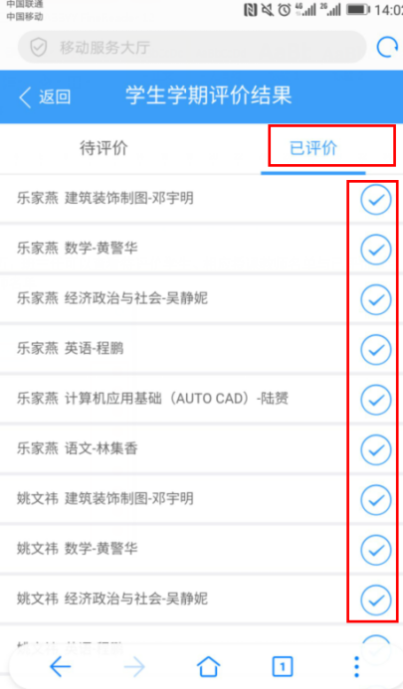 中国联通
中国移动
14:02
移动服务大厅
返回 学生学期评价结果
待评价 已评价
乐家燕 建筑装饰制图-邓宇明
乐家燕 数学-黄警华
乐家燕 经济政治与社会-吴静妮
乐家燕 英语-程鹏
乐家燕 计算机应用基础（AUTO CAD）-陆赟
乐家燕 语文-林集香
姚文祎 建筑装饰制图-邓宇明
姚文祎 数学-黄警华
姚文祎 经济政治与社会-吴静妮
1